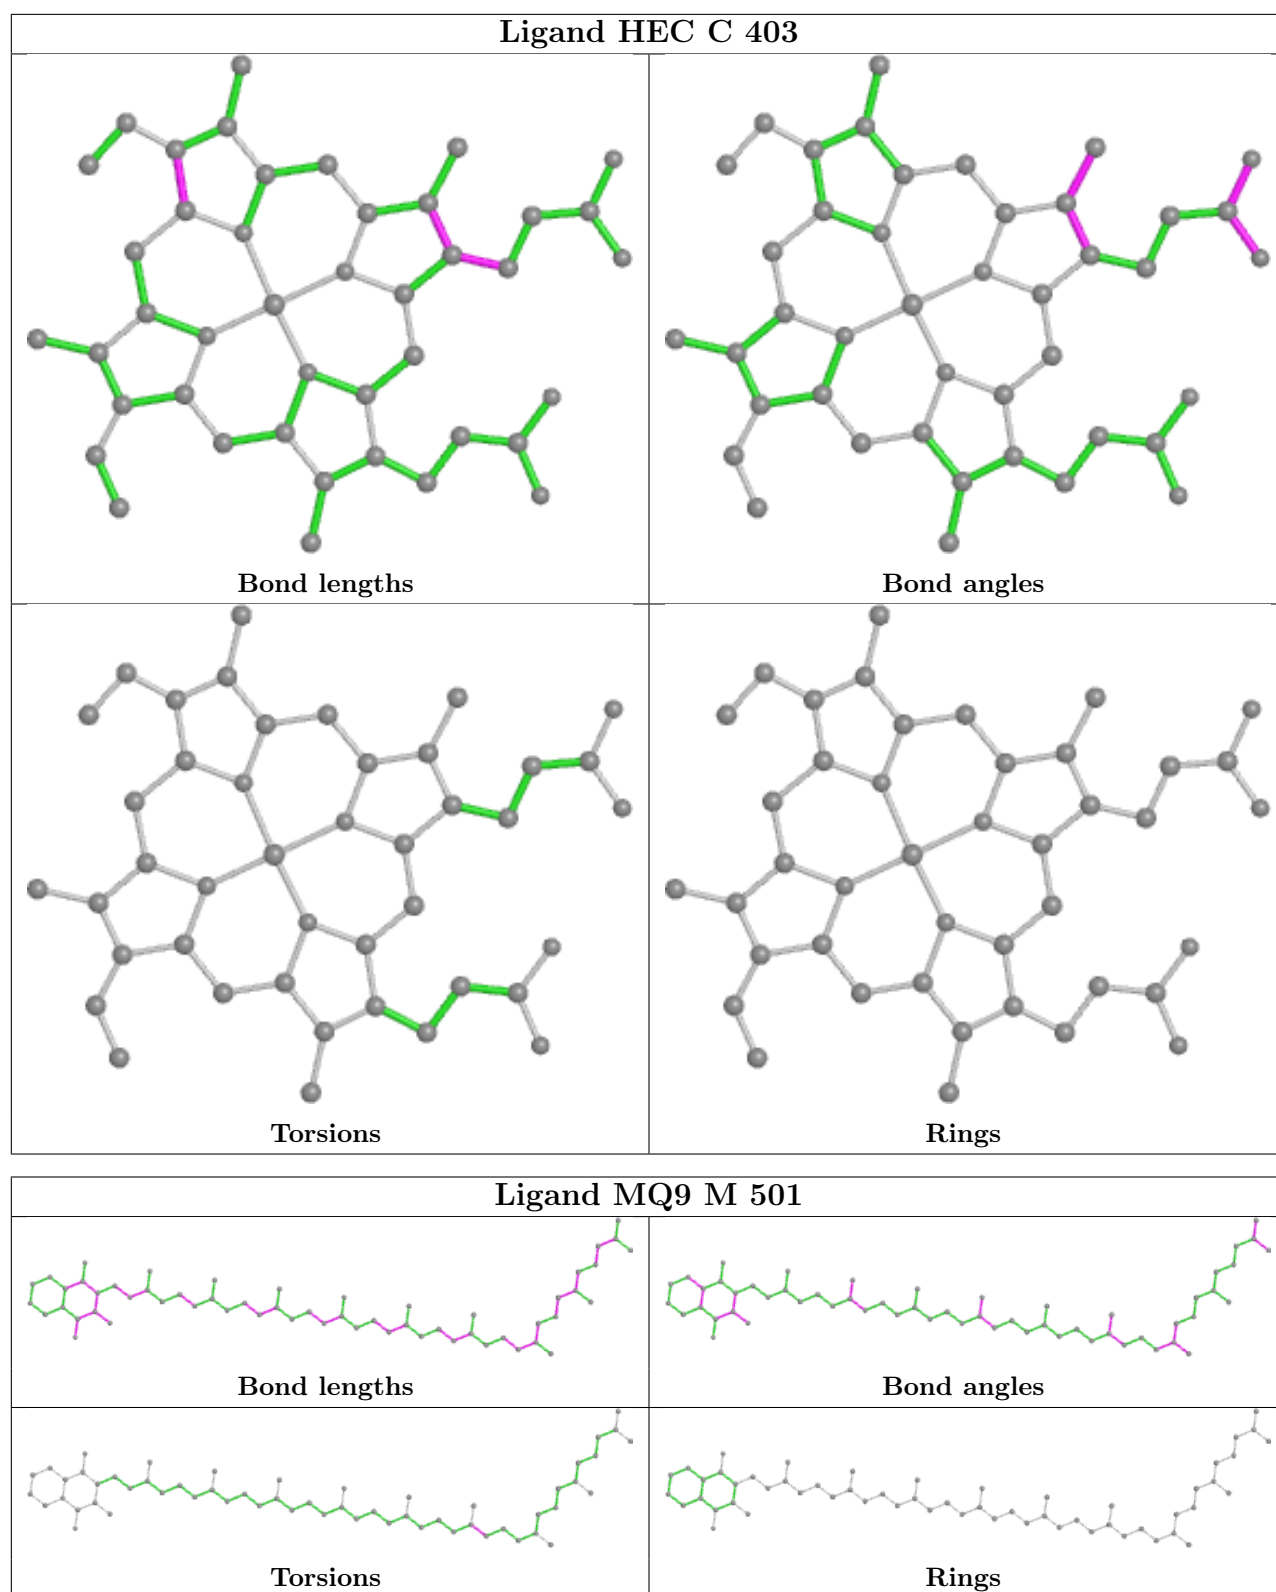 Ligand HEC C 403
Bond lengths
Bond angles
Torsions
Rings
Ligand MQ9 M 501
Bond lengths
Bond angles
Torsions
Rings